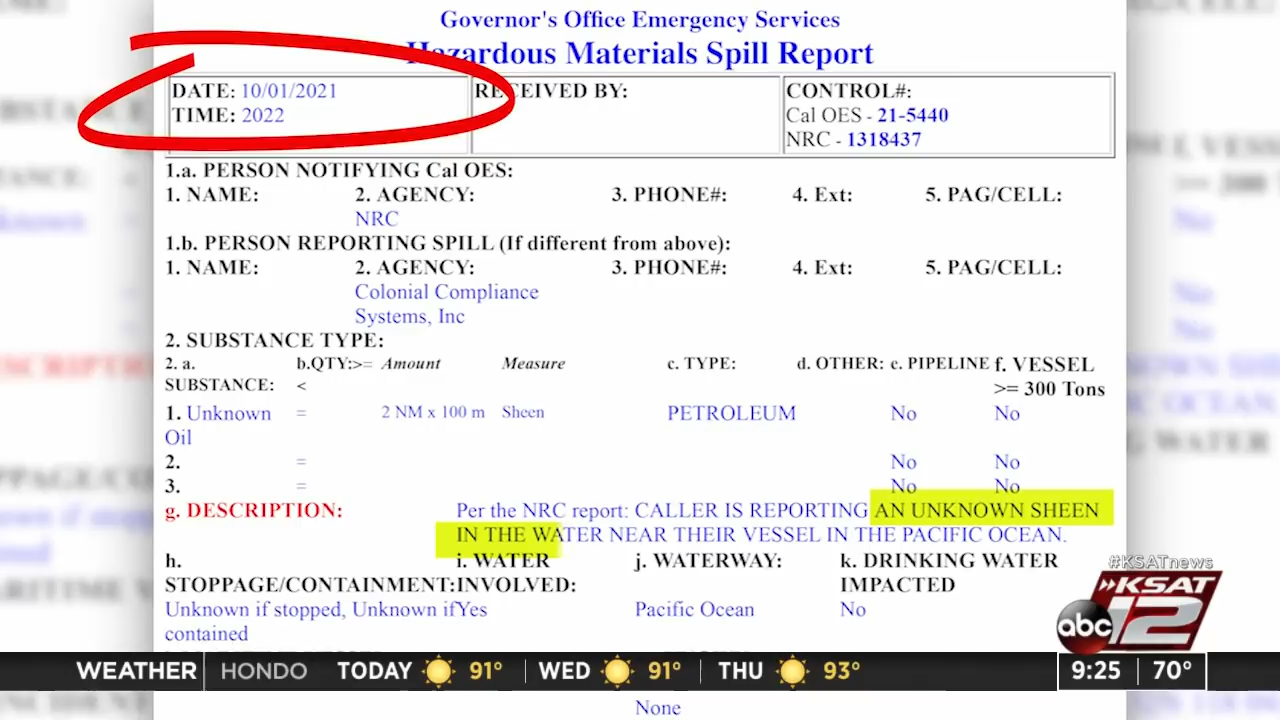 Governor's Office Emergency Services
Hazardous Materials Spill Report
DATE: 10/01/2021 RECEIVED BY: CONTROL#:
TIME: 2022 Cal OES - 21-5440
NRC - 1318437
1.a. PERSON NOTIFYING Cal OES:
1. NAME: 2. AGENCY: 3. PHONE#: 4. Ext: 5. PAG/CELL:
NRC
1.b. PERSON REPORTING SPILL (If different from above):
1. NAME: 2. AGENCY: 3. PHONE#: 4. Ext: 5. PAG/CELL:
Colonial Compliance
Systems, Inc
2. SUBSTANCE TYPE:
2. a. b.QTY:>= Amount Measure c. TYPE: d. OTHER: e. PIPELINE f. VESSEL
SUBSTANCE: < >= 300 Tons
1. Unknown = 2 NM x 100 m Sheen PETROLEUM No No
Oil
2. = No No
3. = No No
g. DESCRIPTION: Per the NRC report: CALLER IS REPORTING AN UNKNOWN SHEEN
IN THE WATER NEAR THEIR VESSEL IN THE PACIFIC OCEAN.
h. i. WATER j. WATERWAY: k. DRINKING WATER
STOPPAGE/CONTAINMENT: INVOLVED: IMPACTED
Unknown if stopped, Unknown if Yes Pacific Ocean No
contained
#KSATnews
KSAT
abc 12
WEATHER HONDO TODAY 91° WED 91° THU 93° 9:25 70°
None